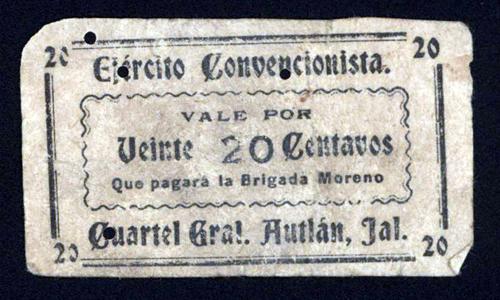 20 20
Ejército Convencionista.
VALE POR
Veinte 20 Centavos
Que pagará la Brigada Moreno
Cuartel Gral. Autlán, Jal.
20 20